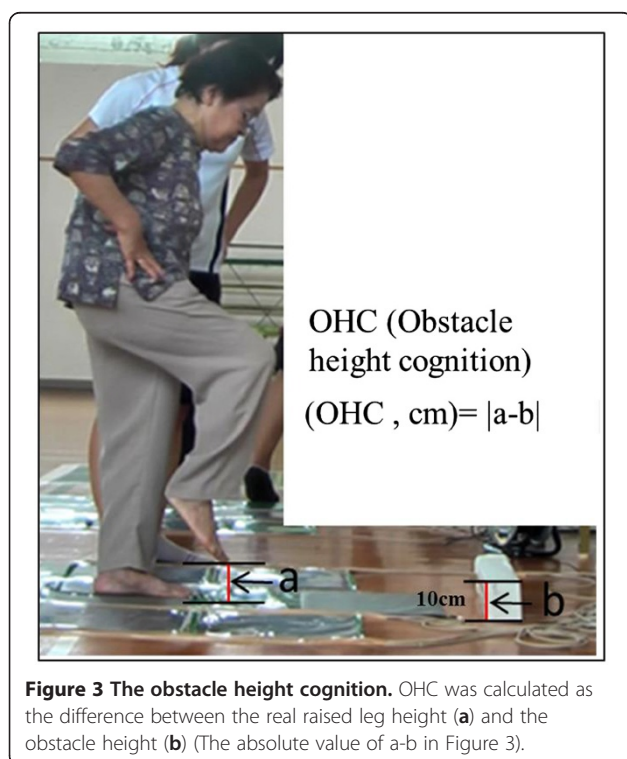 OHC (Obstacle
height cognition)
(OHC , cm)= |a-b|
a
10cm
b
Figure 3 The obstacle height cognition. OHC was calculated as
the difference between the real raised leg height (a) and the
obstacle height (b) (The absolute value of a-b in Figure 3).